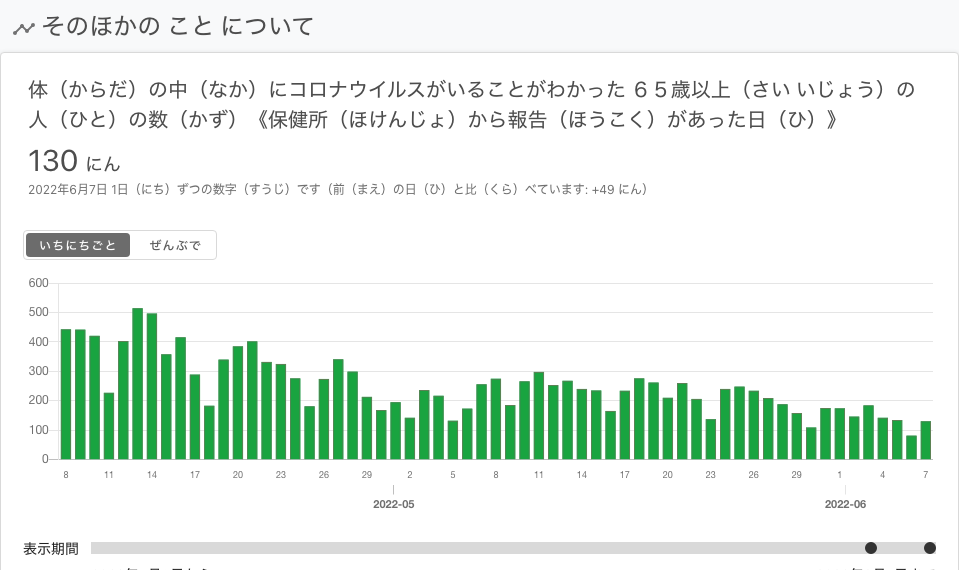 そのほかの こと について
体（からだ）の中（なか）にコロナウイルスがいることがわかった ６５歳以上（さい いじょう）の
人（ひと）の数（かず）《保健所（ほけんじょ）から報告（ほうこく）があった日（ひ）》
130 にん
2022年6月7日 1日（にち）ずつの数字（すうじ）です（前（まえ）の日（ひ）と比（くら）べています: +49 にん）
いちにちごと ぜんぶで
600
500
400
300
200
100
0
8 11 14 17 20 23 26 29 2 5 8 11 14 17 20 23 26 29 1 4 7
2022-05 2022-06
表示期間